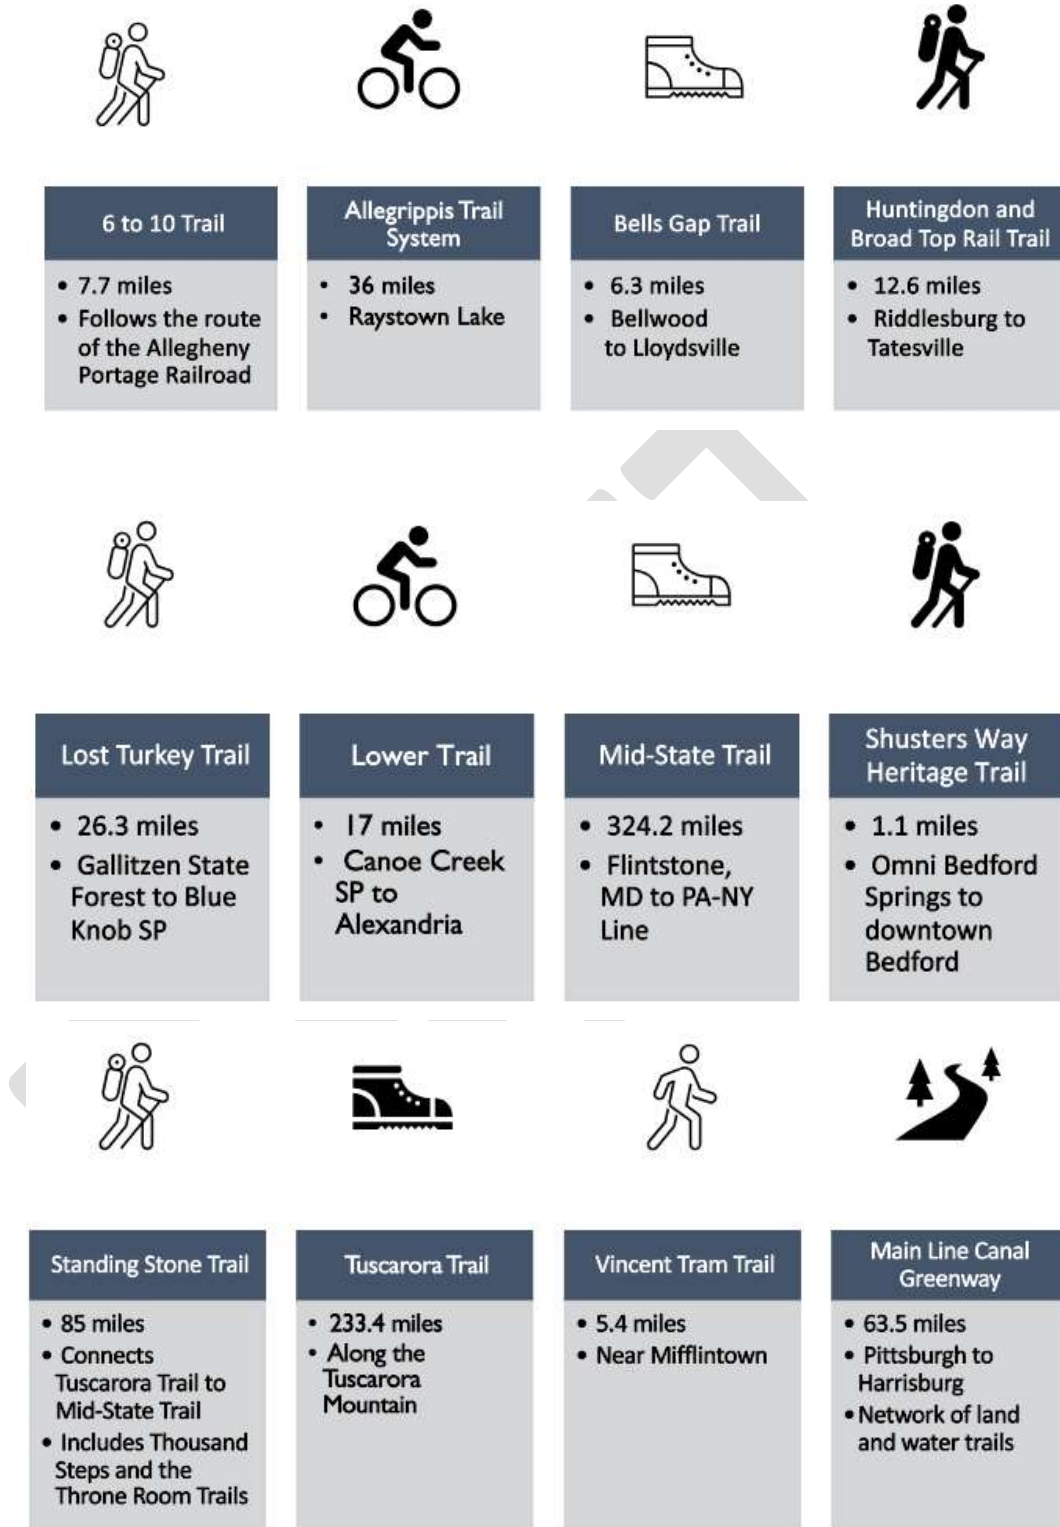 6 to 10 Trail
• 7.7 miles
• Follows the route
of the Allegheny
Portage Railroad
Allegrippis Trail
System
• 36 miles
• Raystown Lake
Bells Gap Trail
• 6.3 miles
• Bellwood
to Lloydsville
Huntingdon and
Broad Top Rail Trail
• 12.6 miles
• Riddlesburg to
Tatesville
Lost Turkey Trail
• 26.3 miles
• Gallitzen State
Forest to Blue
Knob SP
Lower Trail
• 17 miles
• Canoe Creek
SP to
Alexandria
Mid-State Trail
• 324.2 miles
• Flintstone,
MD to PA-NY
Line
Shusters Way
Heritage Trail
• 1.1 miles
• Omni Bedford
Springs to
downtown
Bedford
Standing Stone Trail
• 85 miles
• Connects
Tuscarora Trail to
Mid-State Trail
• Includes Thousand
Steps and the
Throne Room Trails
Tuscarora Trail
• 233.4 miles
• Along the
Tuscarora
Mountain
Vincent Tram Trail
• 5.4 miles
• Near Mifflintown
Main Line Canal
Greenway
• 63.5 miles
• Pittsburgh to
Harrisburg
• Network of land
and water trails